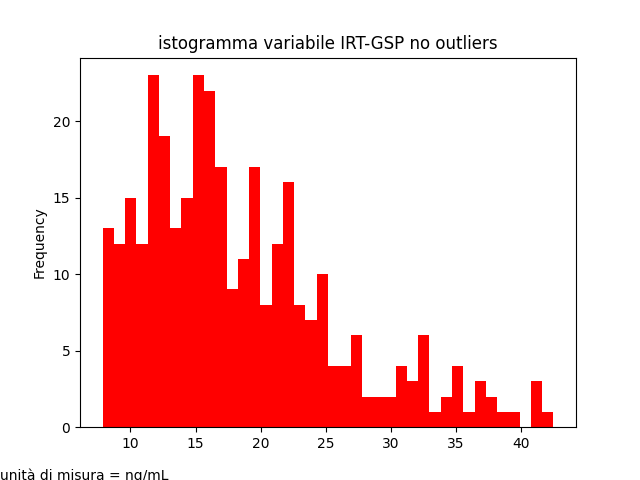 istogramma variabile IRT-GSP no outliers
Frequency
20
15
10
5
0
10 15 20 25 30 35 40
unità di misura = ng/mL